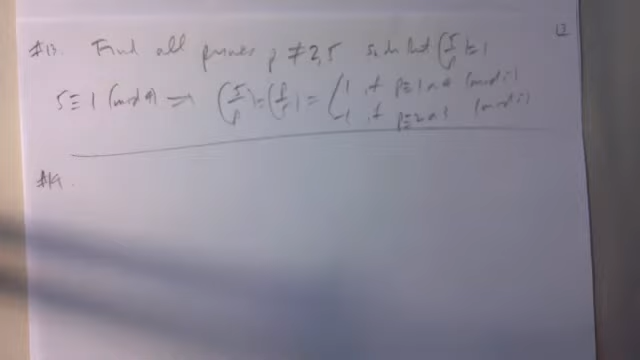 12
#13. Find all primes p ≠ 2,5 such that (5/p) = 1
5 ≡ 1 (mod 4) → (5/p) = (p/5) = { 1 if p ≡ 1 or 4 (mod 5)
-1 if p ≡ 2 or 3 (mod 5)
#14.